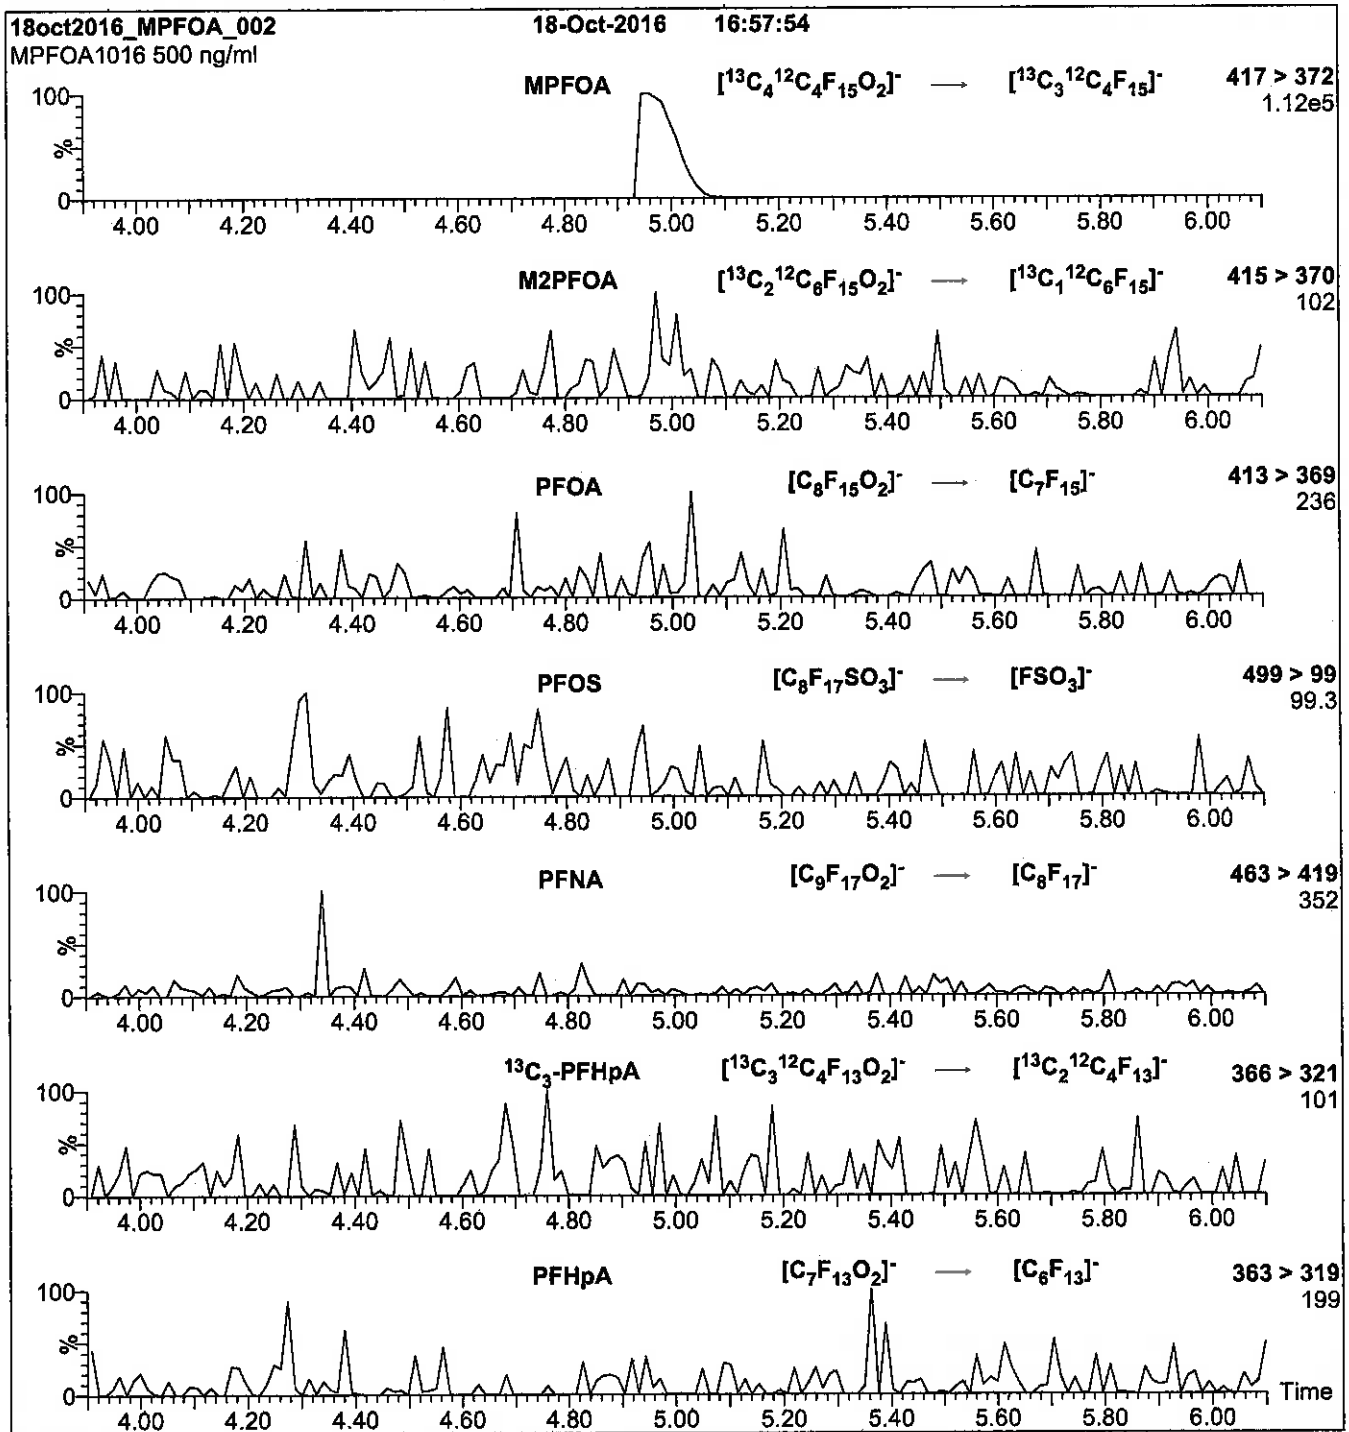 18oct2016_MPFOA_002 18-Oct-2016 16:57:54
MPFOA1016 500 ng/ml
MPFOA [¹³C₄¹²C₄F₁₅O₂]⁻ → [¹³C₃¹²C₄F₁₅]⁻ 417 > 372
1.12e5
100
%
0
4.00 4.20 4.40 4.60 4.80 5.00 5.20 5.40 5.60 5.80 6.00
M2PFOA [¹³C₂¹²C₆F₁₅O₂]⁻ → [¹³C₁¹²C₆F₁₅]⁻ 415 > 370
102
100
%
0
4.00 4.20 4.40 4.60 4.80 5.00 5.20 5.40 5.60 5.80 6.00
PFOA [C₈F₁₅O₂]⁻ → [C₇F₁₅]⁻ 413 > 369
236
100
%
0
4.00 4.20 4.40 4.60 4.80 5.00 5.20 5.40 5.60 5.80 6.00
PFOS [C₈F₁₇SO₃]⁻ → [FSO₃]⁻ 499 > 99
99.3
100
%
0
4.00 4.20 4.40 4.60 4.80 5.00 5.20 5.40 5.60 5.80 6.00
PFNA [C₉F₁₇O₂]⁻ → [C₈F₁₇]⁻ 463 > 419
352
100
%
0
4.00 4.20 4.40 4.60 4.80 5.00 5.20 5.40 5.60 5.80 6.00
¹³C₃-PFHpA [¹³C₃¹²C₄F₁₃O₂]⁻ → [¹³C₂¹²C₄F₁₃]⁻ 366 > 321
101
100
%
0
4.00 4.20 4.40 4.60 4.80 5.00 5.20 5.40 5.60 5.80 6.00
PFHpA [C₇F₁₃O₂]⁻ → [C₆F₁₃]⁻ 363 > 319
199
100
%
0 Time
4.00 4.20 4.40 4.60 4.80 5.00 5.20 5.40 5.60 5.80 6.00